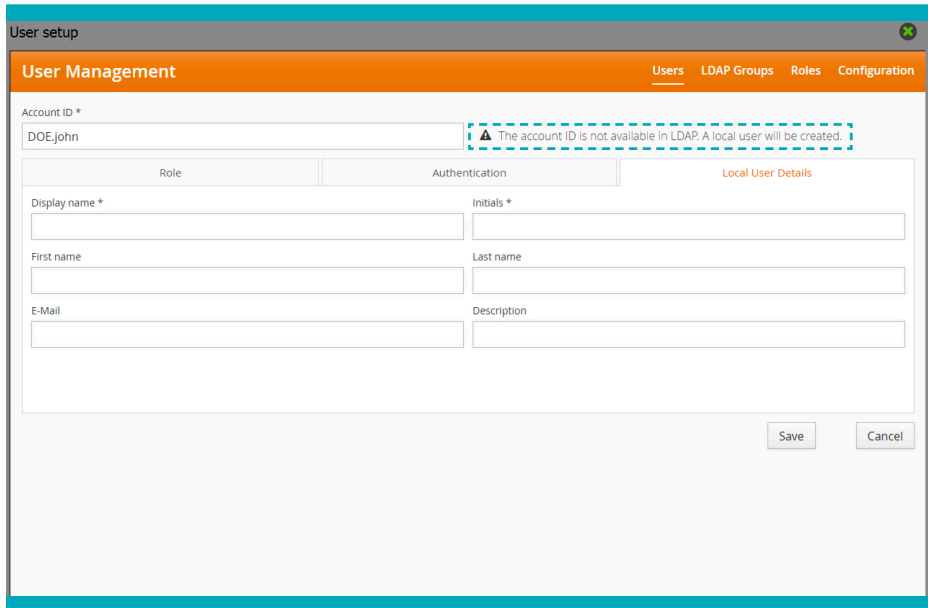 User setup
User Management
Users LDAP Groups Roles Configuration
Account ID *
DOE.john
The account ID is not available in LDAP. A local user will be created.
Role Authentication Local User Details
Display name * Initials *
First name Last name
E-Mail Description
Save Cancel